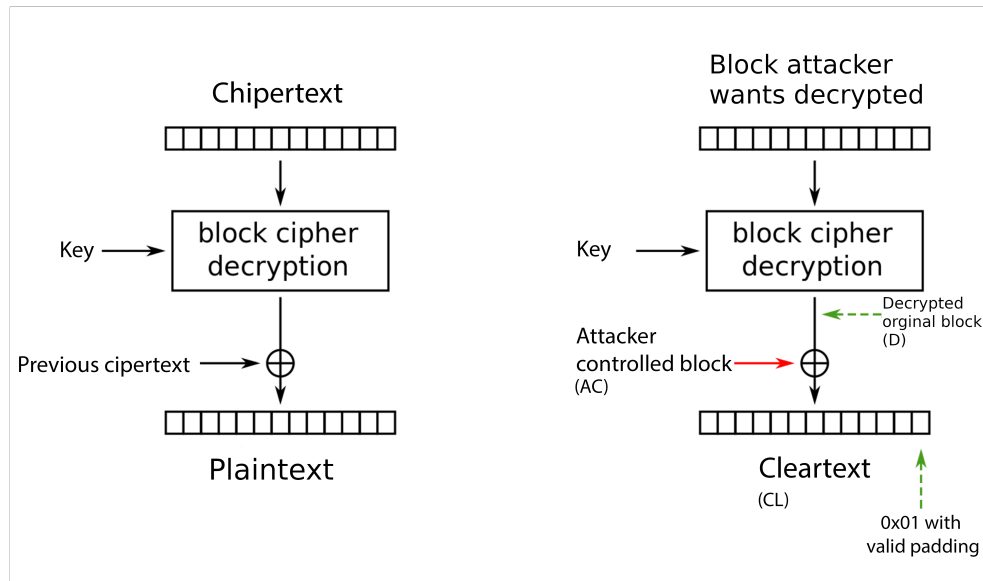 Chipertext
block cipher
decryption
Key
Previous cipertext
Plaintext
Block attacker
wants decrypted
block cipher
decryption
Key
Decrypted
orginal block
(D)
Attacker
controlled block
(AC)
Cleartext
(CL)
0x01 with
valid padding